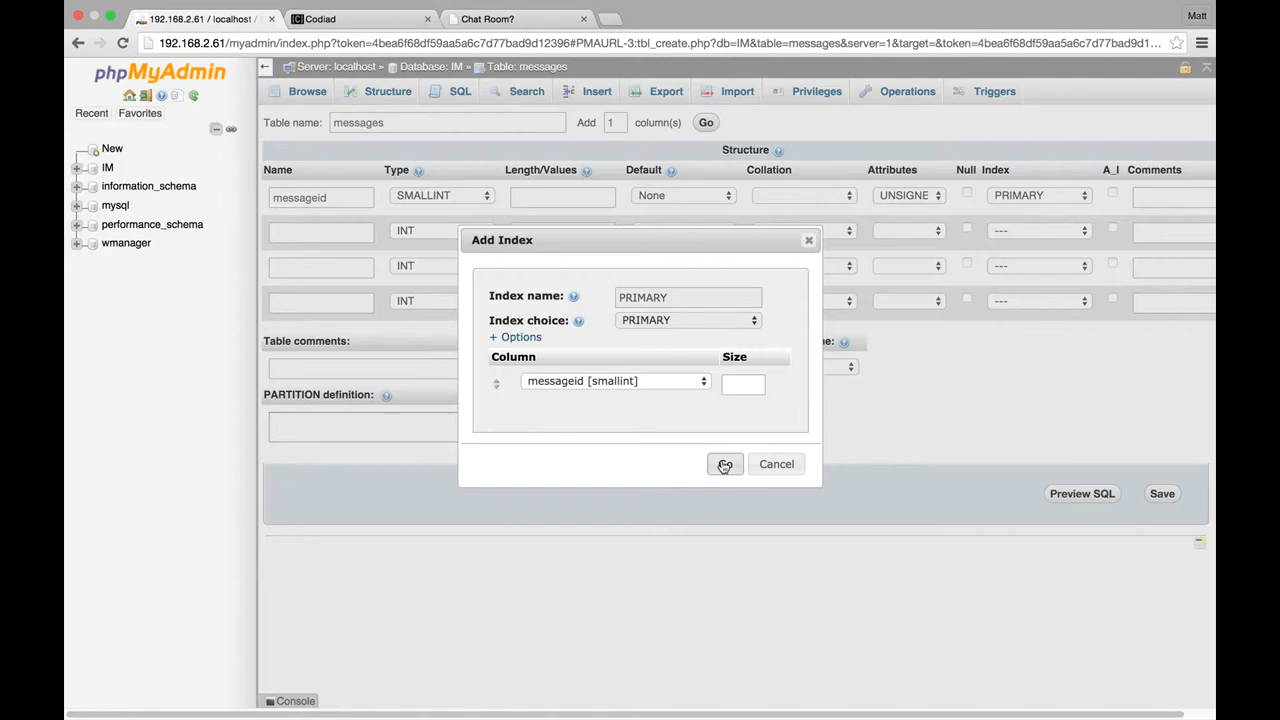 192.168.2.61 / localhost /
Codiad
Chat Room?
Matt
192.168.2.61/myadmin/index.php?token=4bea6f68df59aa5a6c7d77bad9d12396#PMAURL-3:tbl_create.php?db=IM&table=messages&server=1&target=&token=4bea6f68df59aa5a6c7d77bad9d1...
phpMyAdmin
Recent Favorites
New
IM
information_schema
mysql
performance_schema
wmanager
Server: localhost » Database: IM » Table: messages
Browse Structure SQL Search Insert Export Import Privileges Operations Triggers
Table name: messages Add 1 column(s) Go
Structure
Name Type Length/Values Default Collation Attributes Null Index A_I Comments
messageid SMALLINT None UNSIGNE PRIMARY
INT ---
INT ---
INT ---
Table comments:
PARTITION definition:
Add Index
Index name: PRIMARY
Index choice: PRIMARY
+ Options
Column Size
messageid [smallint]
Go Cancel
Preview SQL Save
Console